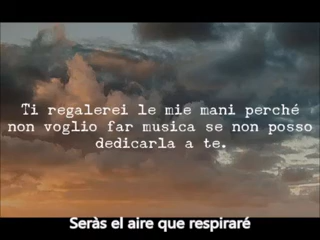 Ti regalerei le mie mani perché
non voglio far musica se non posso
dedicarla a te.
Seràs el aire que respiraré